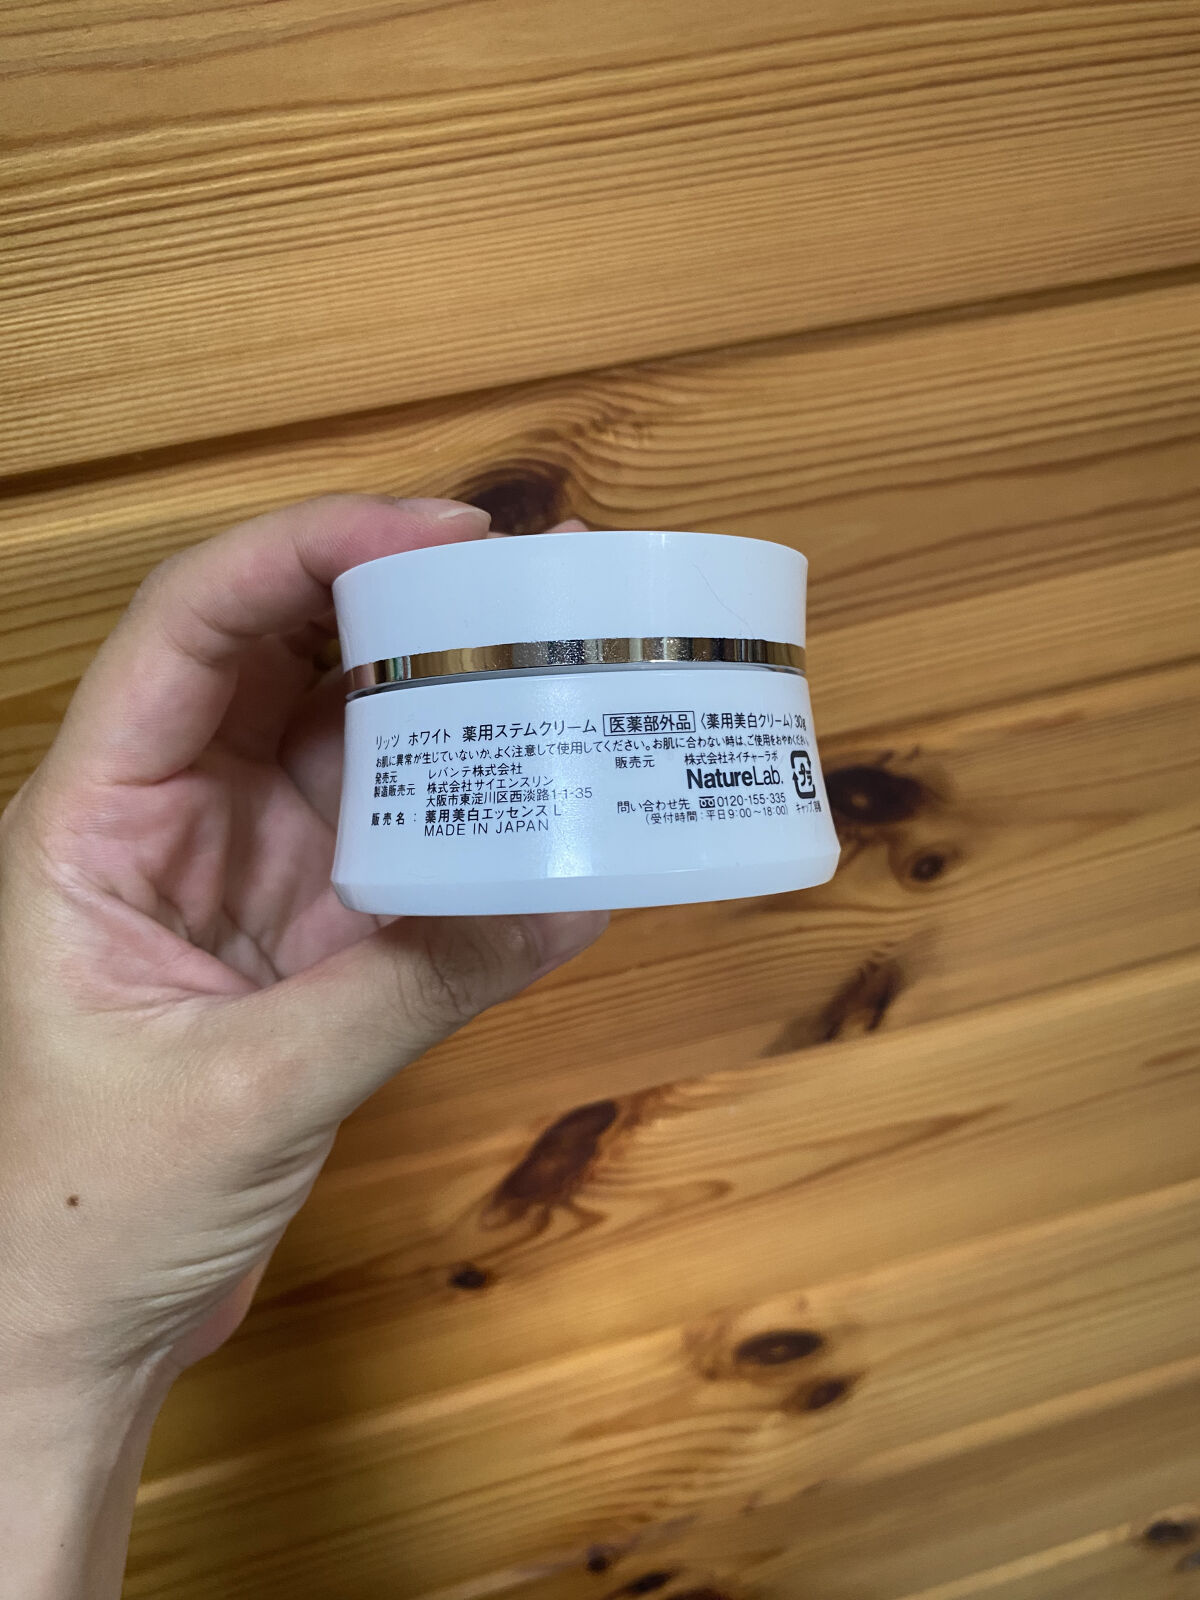 リッツ ホワイト 薬用ステムクリーム 医薬部外品 〈薬用美白クリーム〉30g
お肌に異常が生じていないか、よく注意して使用してください。お肌に合わない時は、ご使用をおやめください。
発売元 レバンテ株式会社
製造販売元 株式会社サイエンスリン
大阪市東淀川区西淡路1-1-35
販売名: 薬用美白エッセンス L
MADE IN JAPAN
販売元 株式会社ネイチャーラボ
NatureLab.
問い合わせ先 0120-155-335
(受付時間:平日9:00~18:00)
プラ
キャップ、容器